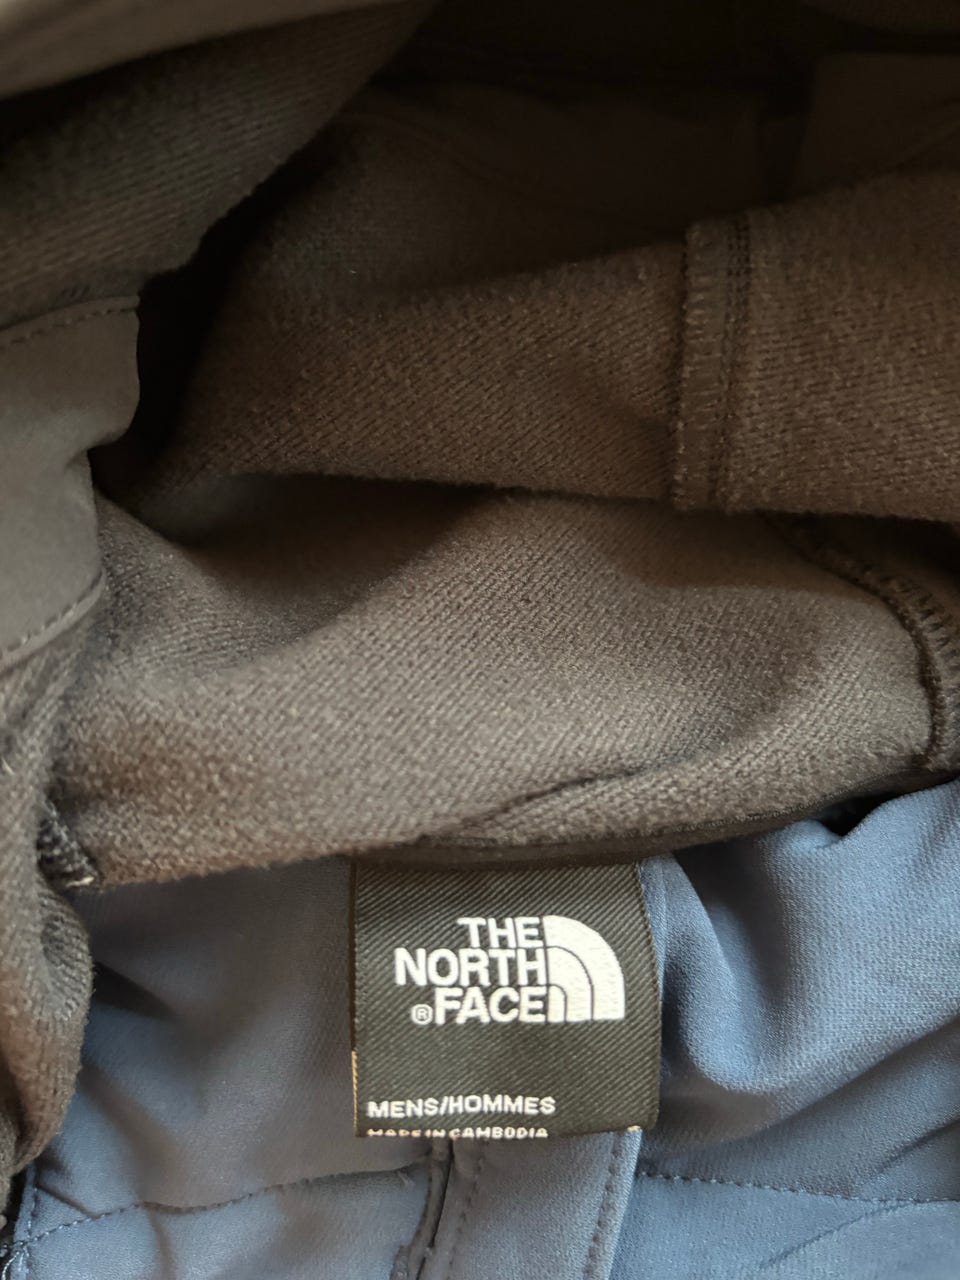 THE
NORTH
®FACE
MENS/HOMMES
MADE IN CAMBODIA